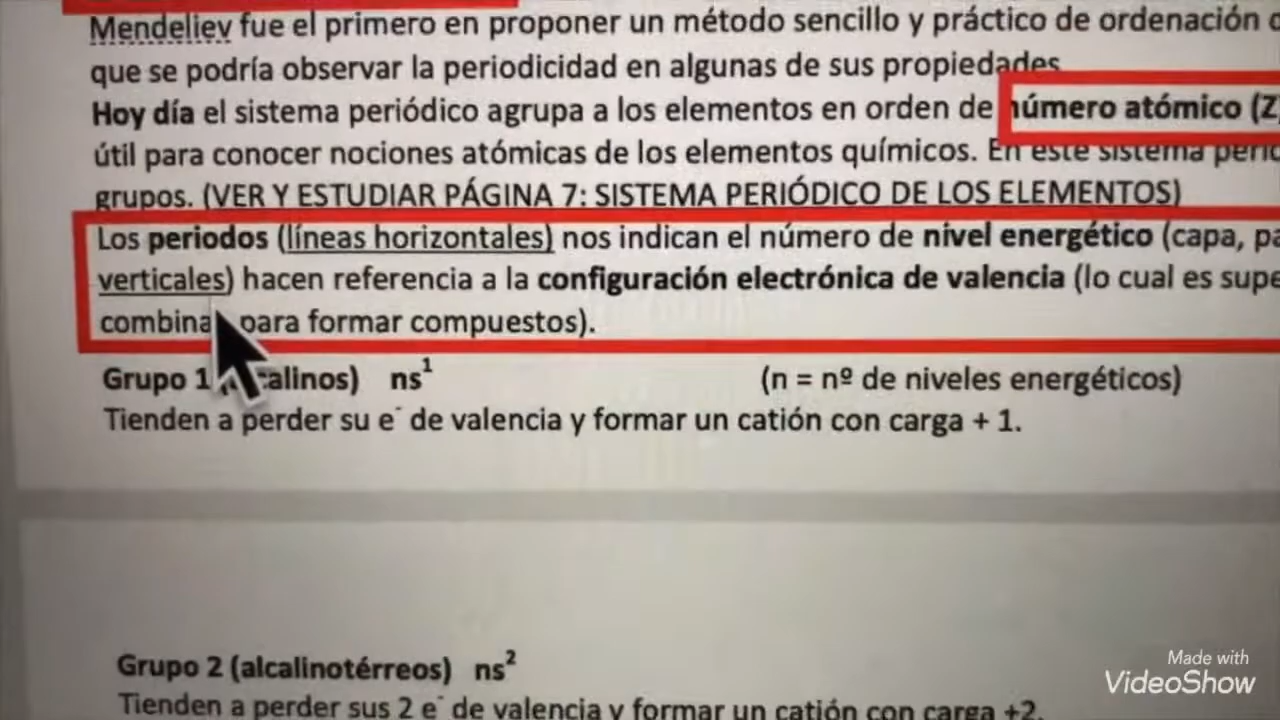 Mendeliev fue el primero en proponer un método sencillo y práctico de ordenación
que se podría observar la periodicidad en algunas de sus propiedades
Hoy día el sistema periódico agrupa a los elementos en orden de número atómico (Z
útil para conocer nociones atómicas de los elementos químicos. En este sistema
grupos. (VER Y ESTUDIAR PÁGINA 7: SISTEMA PERIÓDICO DE LOS ELEMENTOS)
Los periodos (líneas horizontales) nos indican el número de nivel energético (capa,
verticales) hacen referencia a la configuración electrónica de valencia (lo cual es
para formar compuestos).
Grupo 1 ns¹ (n = nº de niveles energéticos)
Tienden a perder su e⁻ de valencia y formar un catión con carga + 1.
Grupo 2 (alcalinotérreos) ns²
Tienden a perder sus 2 e⁻ de valencia y formar un catión con carga +2.
Made with
VideoShow